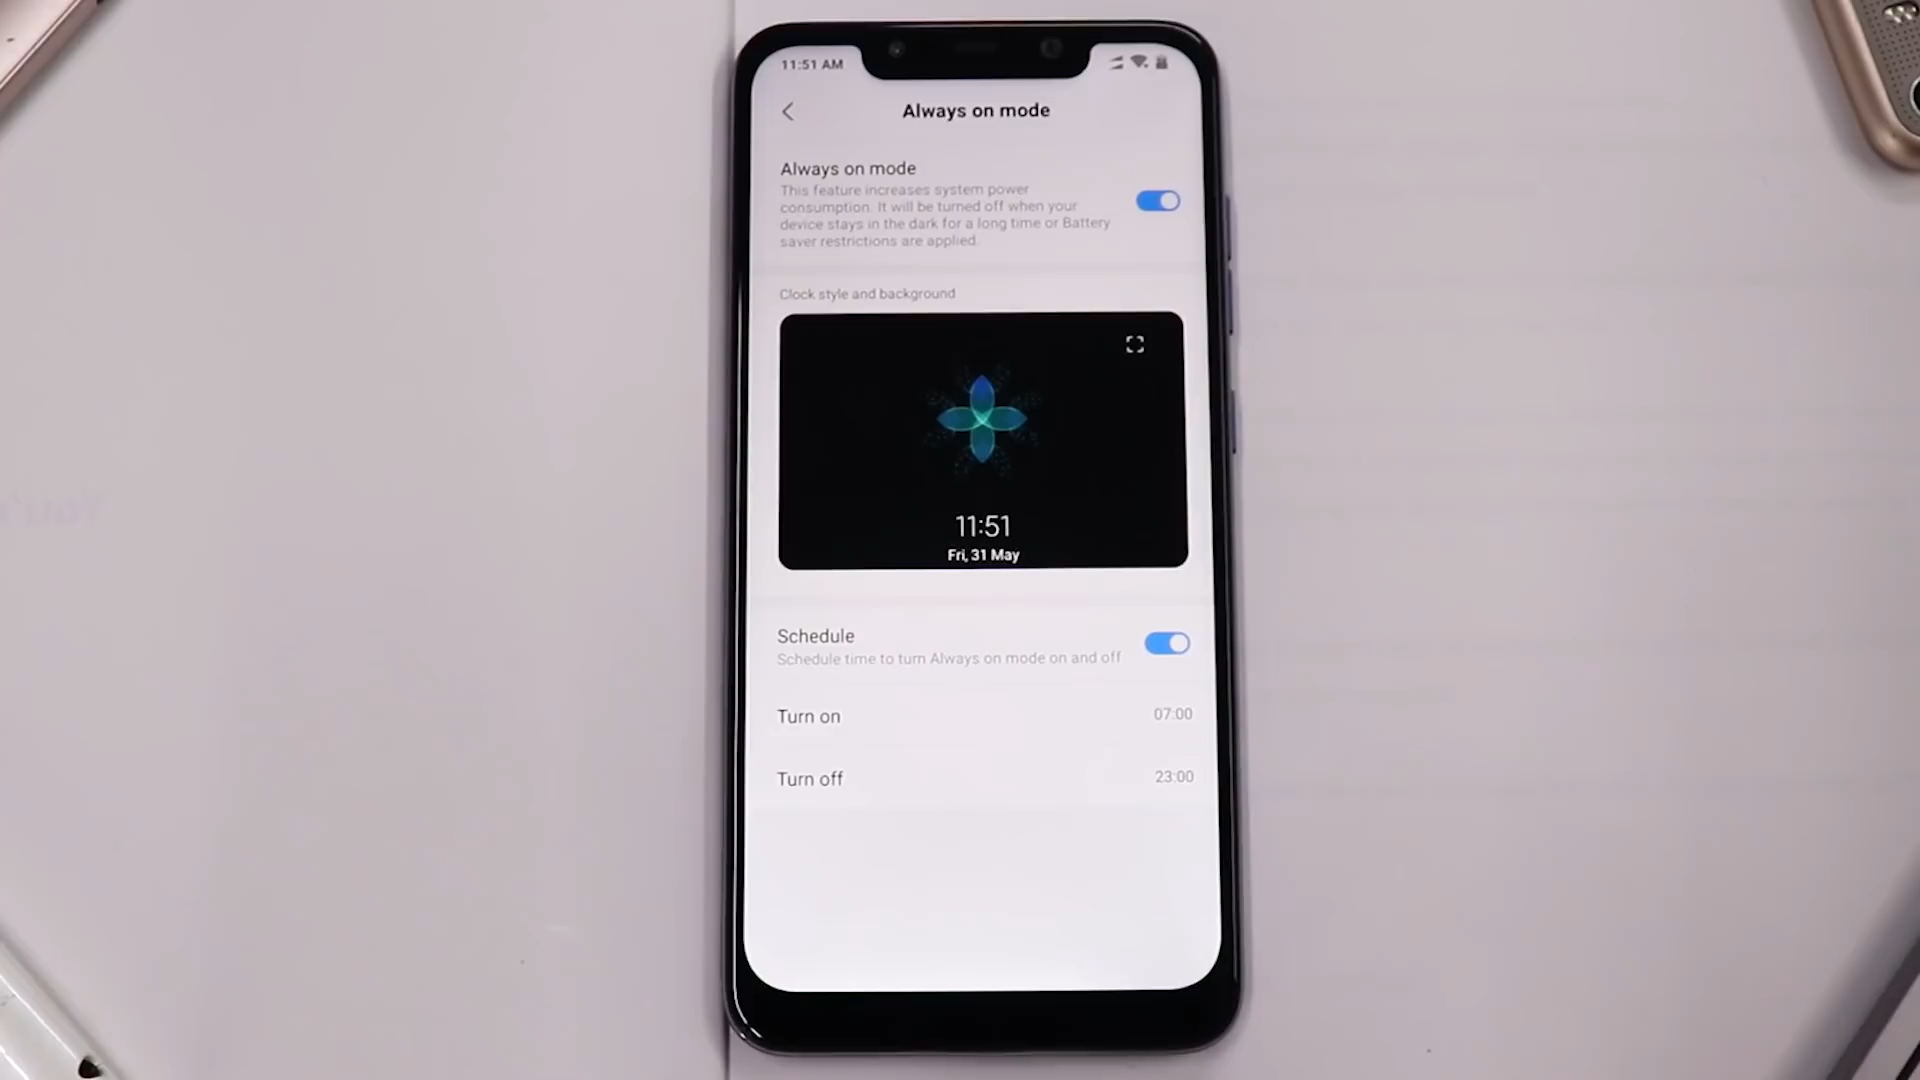 11:51 AM
Always on mode
Always on mode
This feature increases system power
consumption. It will be turned off when your
device stays in the dark for a long time or Battery
saver restrictions are applied.
Clock style and background
11:51
Fri, 31 May
Schedule
Schedule time to turn Always on mode on and off
Turn on
07:00
Turn off
23:00